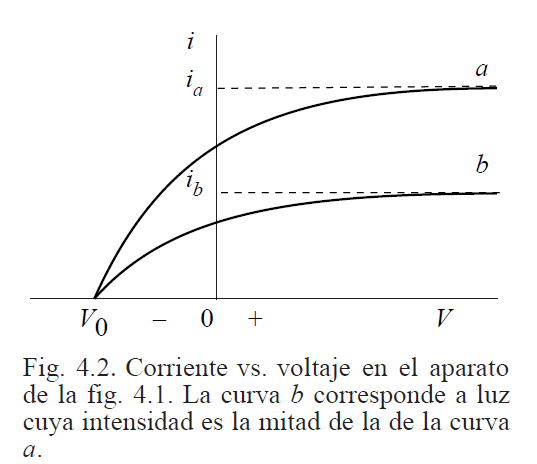 i
i_a
a
i_b
b
V_0 – 0 + V
Fig. 4.2. Corriente vs. voltaje en el aparato
de la fig. 4.1. La curva b corresponde a luz
cuya intensidad es la mitad de la de la curva
a.